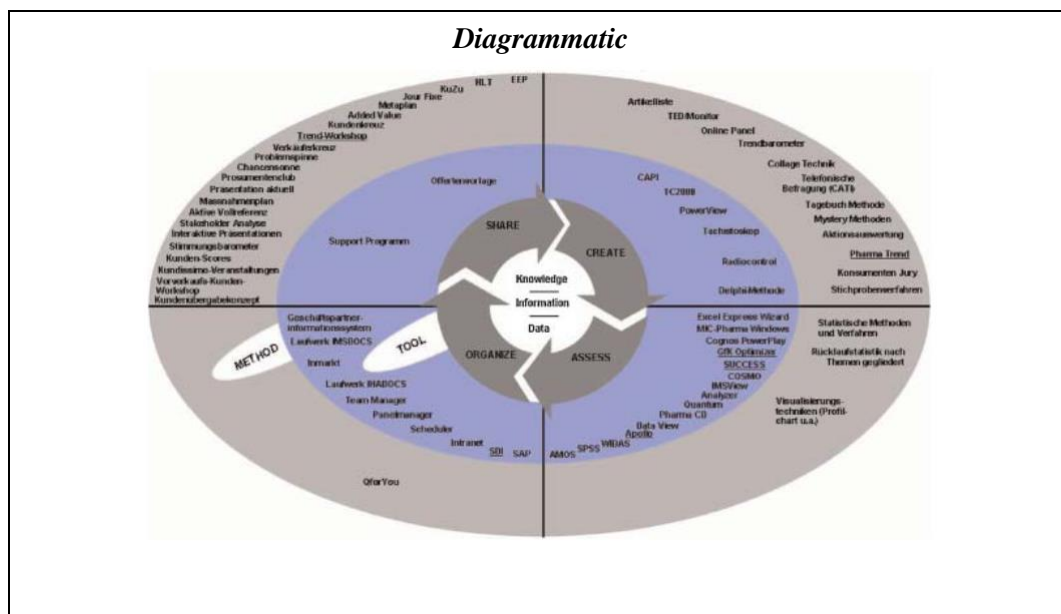 Diagrammatic
EEP
HLT
KuZu
Jour Fixe
Metaplan
Added Value
Kundenkreuz
Trend-Workshop
Verkäuferkreuz
Problemspinne
Chancensonne
Prosumentenclub
Präsentation aktuell
Massnahmenplan
Aktive Vollreferenz
Stakeholder Analyse
Interaktive Präsentationen
Stimmungsbarometer
Kunden-Scores
Kundissimo-Veranstaltungen
Vorverkaufs-Kunden-
Workshop
Kundenübergabekonzept
Offertenvorlage
Support Programm
Artikelliste
TED/Monitor
Online Panel
Trendbarometer
Collage Technik
Telefonische
Befragung (CATI)
Tagebuch Methode
Mystery Methoden
Aktionsauswertung
Pharma Trend
Konsumenten Jury
Stichprobenverfahren
CAPI
TC2000
PowerView
Tachistoskop
Radiocontrol
Delphi-Methode
SHARE
CREATE
Knowledge
Information
Data
ORGANIZE
ASSESS
METHOD
TOOL
Geschäftspartner-
informationssystem
Laufwerk IMSDOCS
Inmarkt
Laufwerk IHADOCS
Team Manager
Panelmanager
Scheduler
Intranet
SDI
SAP
QforYou
Excel Express Wizard
MIC-Pharma Windows
Cognos PowerPlay
GfK Optimizer
SUCCESS
COSMO
IMSView
Analyzer
Quantum
Pharma CD
Data View
Apollo
WIDAS
SPSS
AMOS
Statistische Methoden
und Verfahren
Rücklaufstatistik nach
Themen gegliedert
Visualisierungs-
techniken (Profil-
chart u.a.)